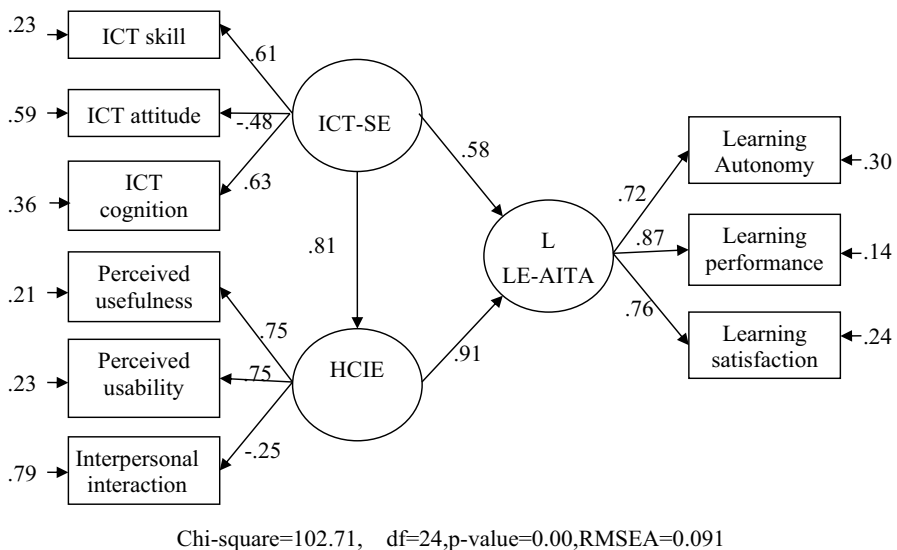 .23
ICT skill
.61
.59
ICT attitude
-.48
.36
ICT
cognition
.63
ICT-SE
.58
.81
.21
Perceived
usefulness
.75
.23
Perceived
usability
.75
.79
Interpersonal
interaction
-.25
HCIE
.91
L
LE-AITA
.72
Learning
Autonomy
.30
.87
Learning
performance
.14
.76
Learning
satisfaction
.24
Chi-square=102.71, df=24,p-value=0.00,RMSEA=0.091